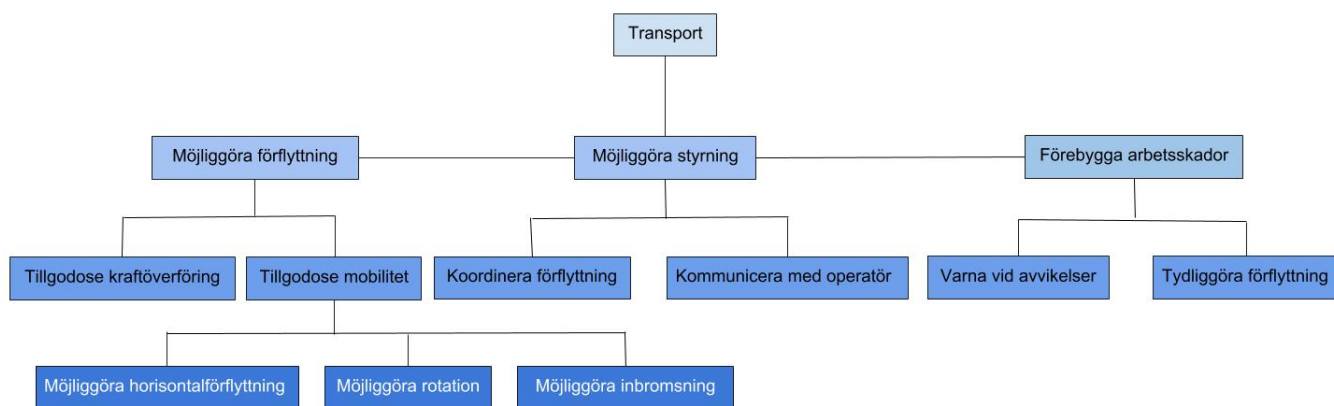 Transport
Möjliggöra förflyttning
Möjliggöra styrning
Förebygga arbetsskador
Tillgodose kraftöverföring
Tillgodose mobilitet
Koordinera förflyttning
Kommunicera med operatör
Varna vid avvikelser
Tydliggöra förflyttning
Möjliggöra horisontalförflyttning
Möjliggöra rotation
Möjliggöra inbromsning